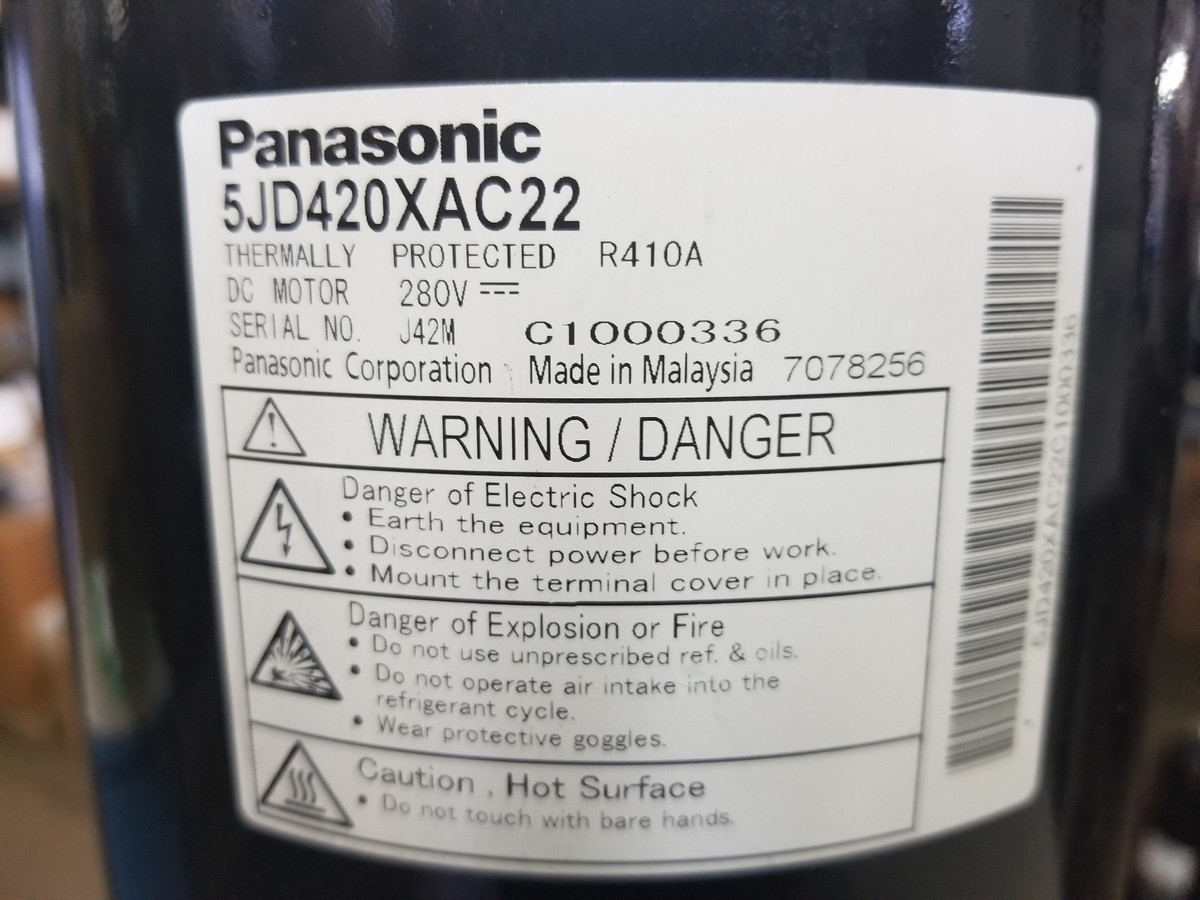 Panasonic
5JD420XAC22
THERMALLY PROTECTED R410A
DC MOTOR 280V
SERIAL NO. J42M C1000336
Panasonic Corporation Made in Malaysia 7078256
WARNING / DANGER
Danger of Electric Shock
• Earth the equipment.
• Disconnect power before work.
• Mount the terminal cover in place.
Danger of Explosion or Fire
• Do not use unprescribed ref. & oils.
• Do not operate air intake into the
refrigerant cycle.
• Wear protective goggles.
Caution , Hot Surface
• Do not touch with bare hands.
5JD420XAC22C1000336